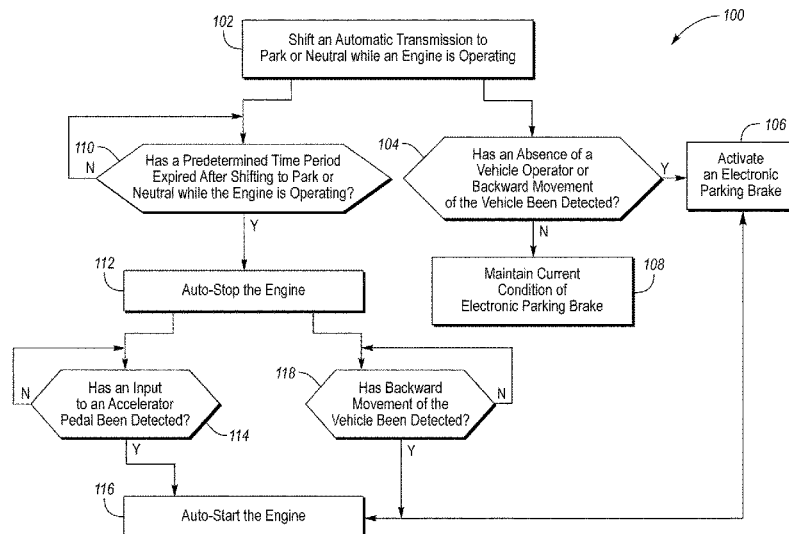 100
102
Shift an Automatic Transmission to
Park or Neutral while an Engine is Operating
110
N
Has a Predetermined Time Period
Expired After Shifting to Park or
Neutral while the Engine is Operating?
Y
104
Has an Absence of a
Vehicle Operator or
Backward Movement
of the Vehicle Been Detected?
Y
N
106
Activate
an Electronic
Parking Brake
112
Auto-Stop the Engine
Maintain Current
Condition of
Electronic Parking Brake
108
N
Has an Input
to an Accelerator
Pedal Been Detected?
114
Y
118
Has Backward
Movement of the
Vehicle Been Detected?
N
Y
116
Auto-Start the Engine